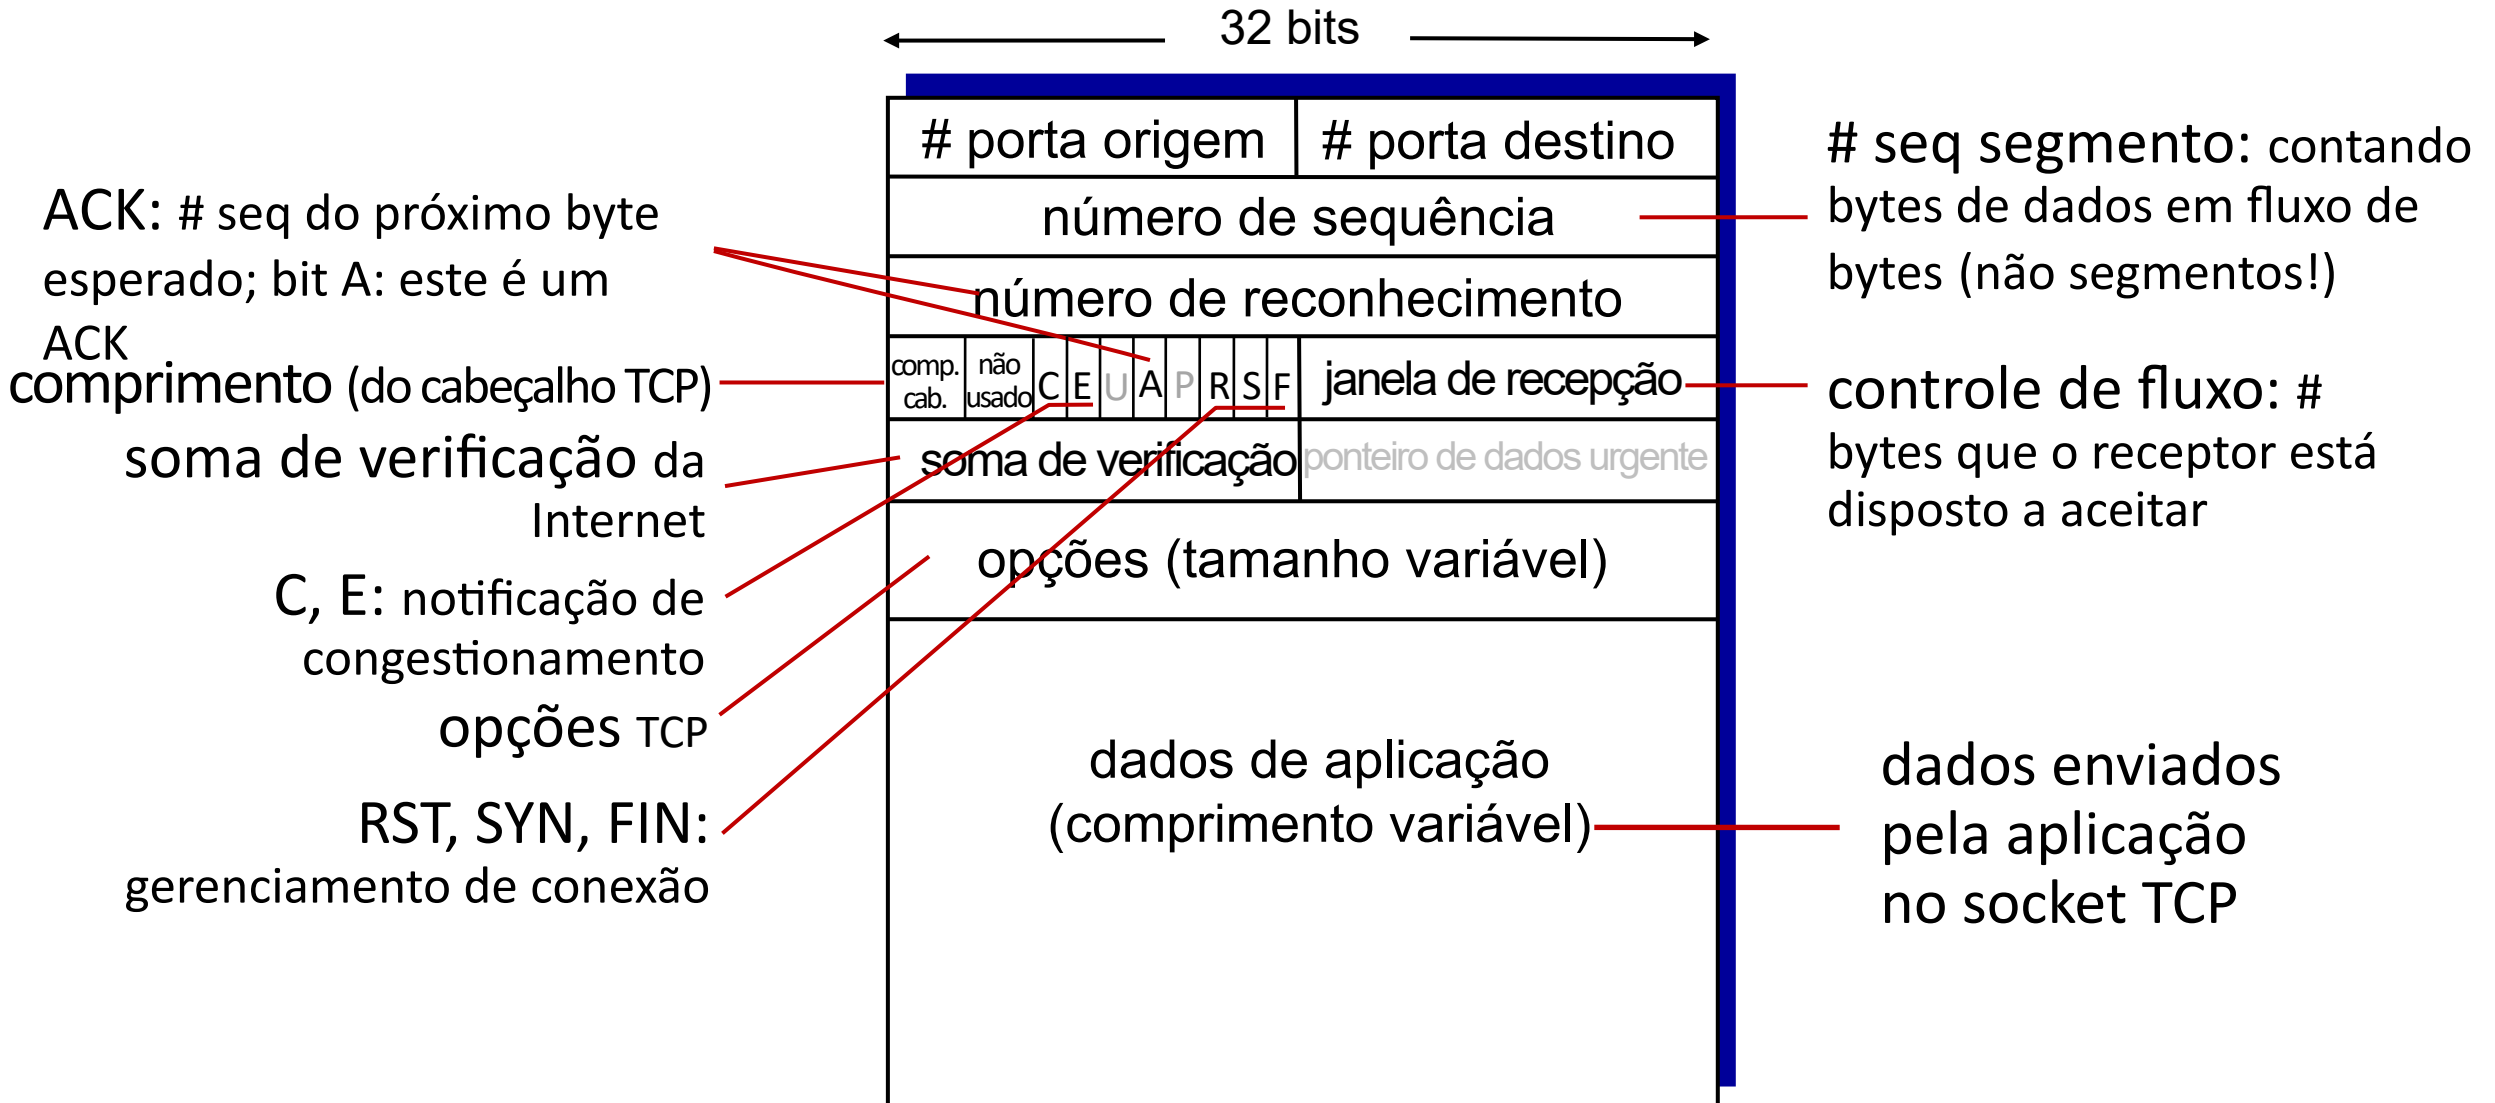 32 bits
# porta origem
# porta destino
número de sequência
número de reconhecimento
comp.
cab.
não
usado
C
E
U
A
P
R
S
F
janela de recepção
soma de verificação
ponteiro de dados urgente
opções (tamanho variável)
dados de aplicação
(comprimento variável)
ACK: # seq do próximo byte
esperado; bit A: este é um
ACK
comprimento (do cabeçalho TCP)
soma de verificação da
Internet
C, E: notificação de
congestionamento
opções TCP
RST, SYN, FIN:
gerenciamento de conexão
# seq segmento: contando
bytes de dados em fluxo de
bytes (não segmentos!)
controle de fluxo: #
bytes que o receptor está
disposto a aceitar
dados enviados
pela aplicação
no socket TCP